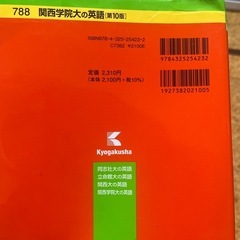 788 関西学院大の英語[第10版]
ISBN978-4-325-25423-2
C7382 ¥2100E
定価 2,310円
(本体 2,100円+税10%)
9784325254232
1927382021005
Kyogakusha
同志社大の英語
立命館大の英語
関西大の英語
関西学院大の英語